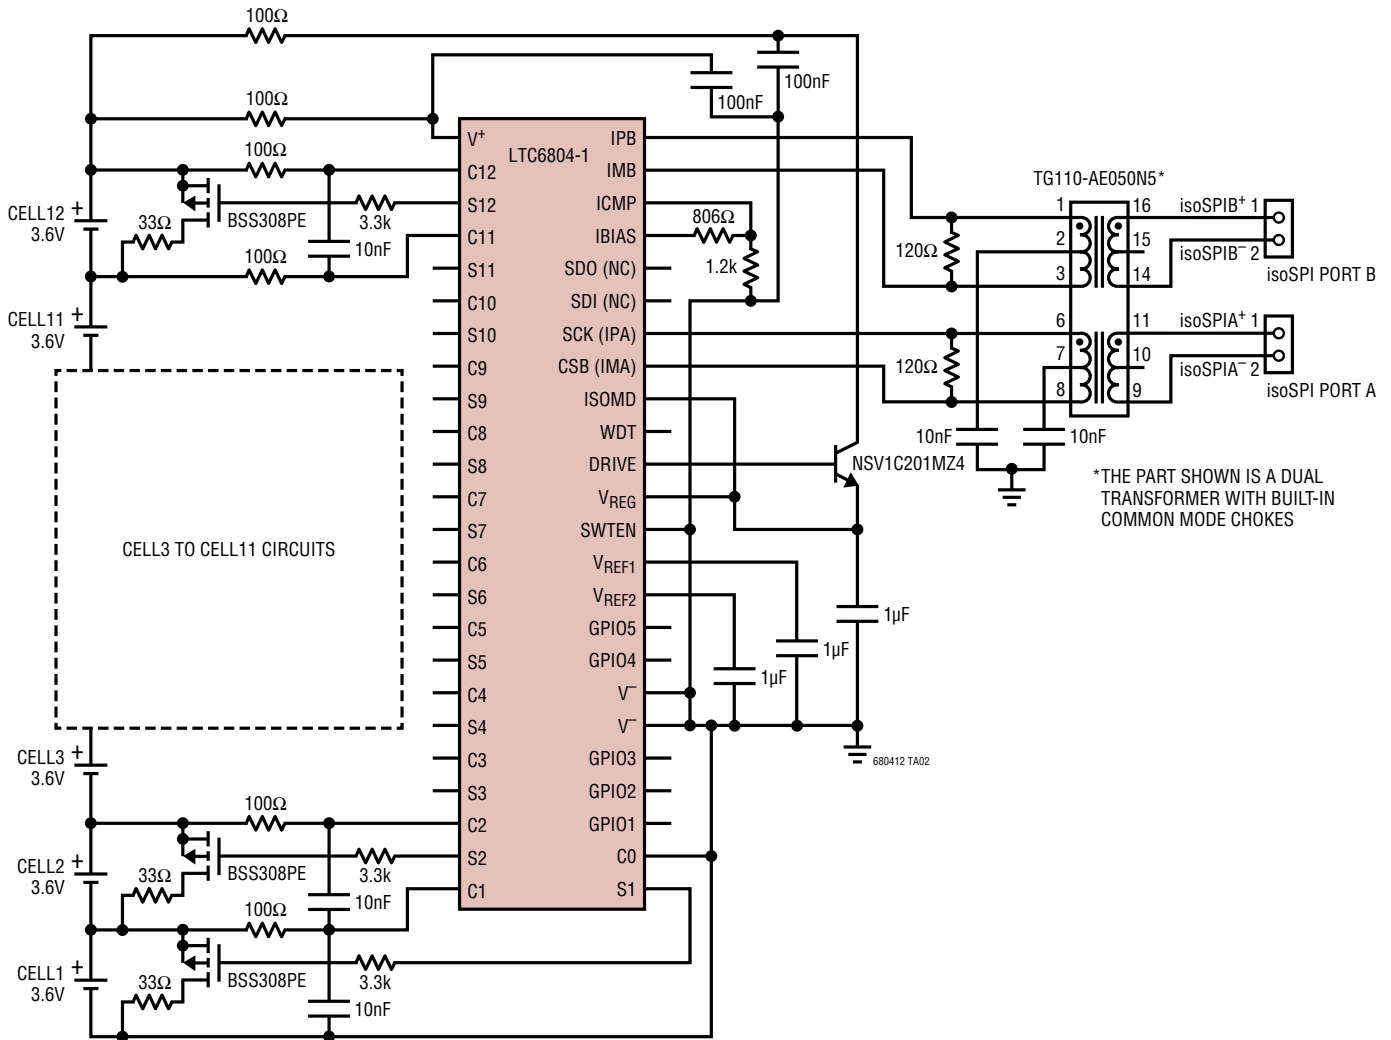 100Ω
100nF
100nF
100Ω
100Ω
CELL12 +
3.6V
33Ω
BSS308PE
3.3k
10nF
100Ω
CELL11 +
3.6V
CELL3 TO CELL11 CIRCUITS
CELL3 +
3.6V
100Ω
CELL2 +
3.6V
33Ω
BSS308PE
3.3k
10nF
100Ω
CELL1 +
3.6V
33Ω
BSS308PE
3.3k
10nF
LTC6804-1
V+
C12
S12
C11
S11
C10
S10
C9
S9
C8
S8
C7
S7
C6
S6
C5
S5
C4
S4
C3
S3
C2
S2
C1
IPB
IMB
ICMP
IBIAS
SDO (NC)
SDI (NC)
SCK (IPA)
CSB (IMA)
ISOMD
WDT
DRIVE
VREG
SWTEN
VREF1
VREF2
GPIO5
GPIO4
V–
V–
GPIO3
GPIO2
GPIO1
C0
S1
806Ω
1.2k
120Ω
120Ω
TG110-AE050N5*
1
2
3
6
7
8
16
15
14
11
10
9
isoSPIB+ 1
isoSPIB– 2
isoSPI PORT B
isoSPIA+ 1
isoSPIA– 2
isoSPI PORT A
10nF
10nF
NSV1C201MZ4
*THE PART SHOWN IS A DUAL
TRANSFORMER WITH BUILT-IN
COMMON MODE CHOKES
1µF
1µF
1µF
680412 TA02